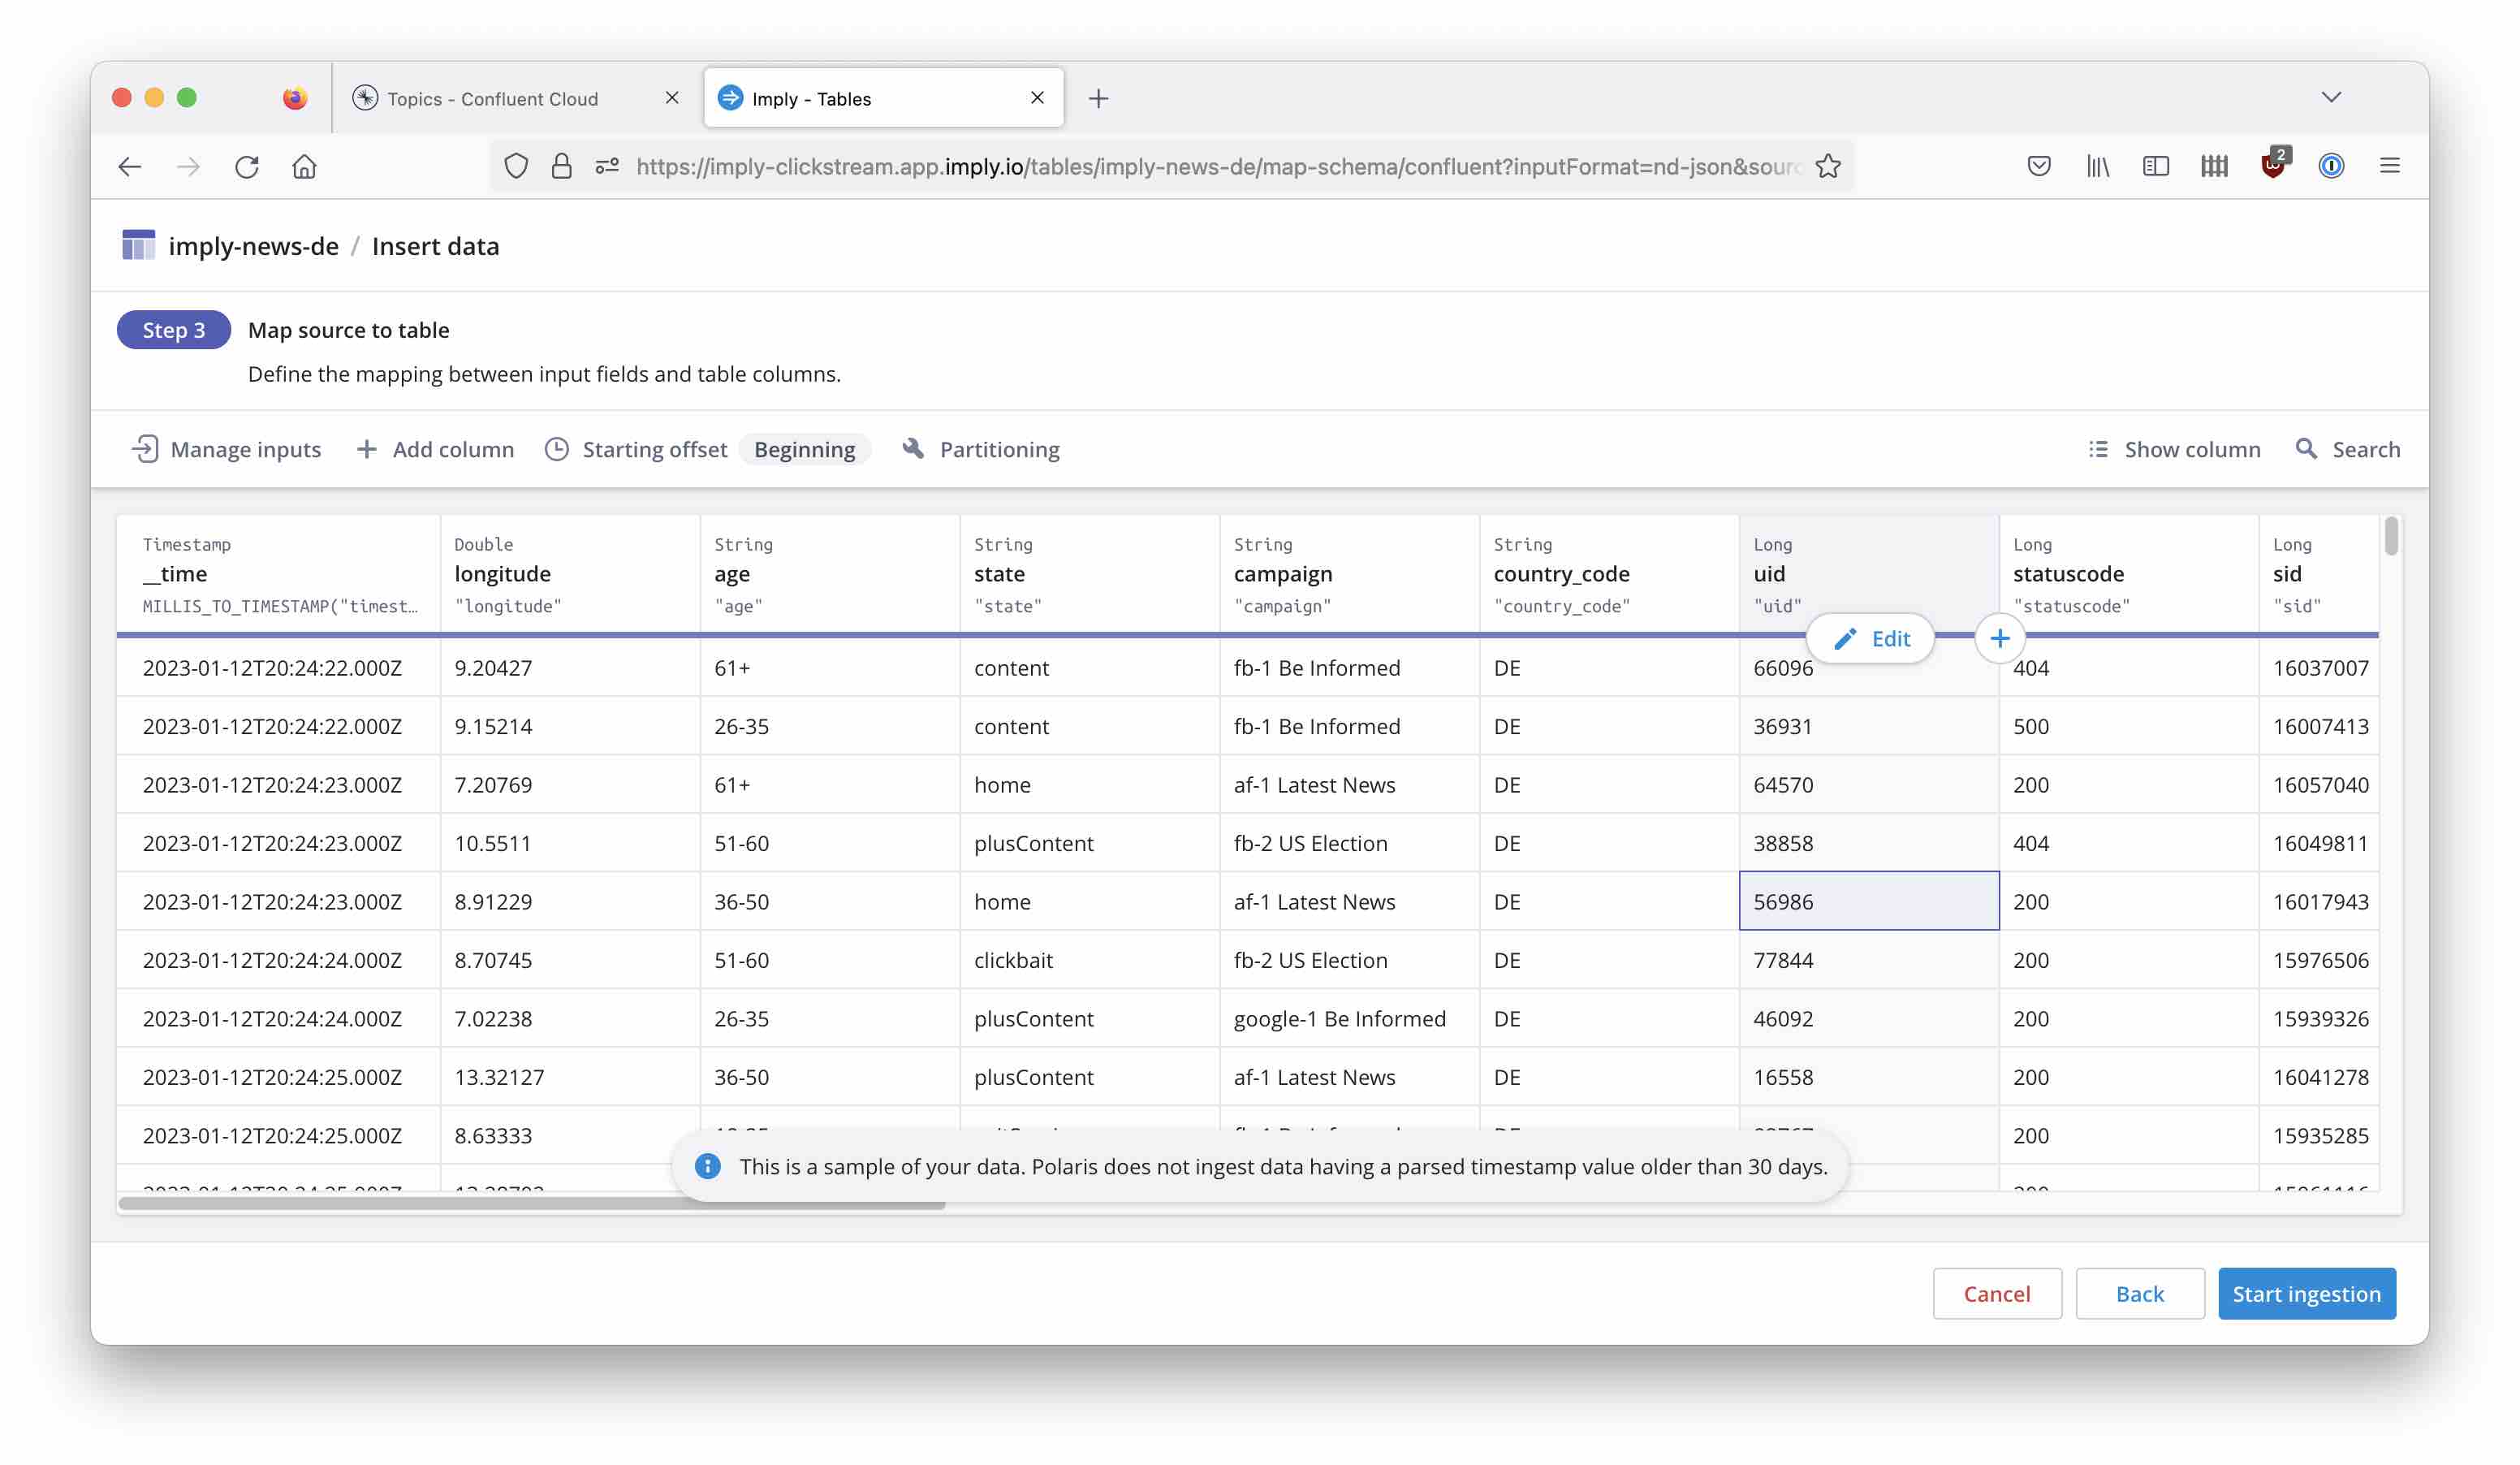 Topics - Confluent Cloud
Imply - Tables
https://imply-clickstream.app.imply.io/tables/imply-news-de/map-schema/confluent?inputFormat=nd-json&sourc
2
imply-news-de / Insert data
Step 3 Map source to table
Define the mapping between input fields and table columns.
Manage inputs + Add column Starting offset Beginning Partitioning Show column Search
Timestamp Double String String String String Long Long Long
__time longitude age state campaign country_code uid statuscode sid
MILLIS_TO_TIMESTAMP("timest… "longitude" "age" "state" "campaign" "country_code" "uid" "statuscode" "sid"
Edit +
2023-01-12T20:24:22.000Z 9.20427 61+ content fb-1 Be Informed DE 66096 404 16037007
2023-01-12T20:24:22.000Z 9.15214 26-35 content fb-1 Be Informed DE 36931 500 16007413
2023-01-12T20:24:23.000Z 7.20769 61+ home af-1 Latest News DE 64570 200 16057040
2023-01-12T20:24:23.000Z 10.5511 51-60 plusContent fb-2 US Election DE 38858 404 16049811
2023-01-12T20:24:23.000Z 8.91229 36-50 home af-1 Latest News DE 56986 200 16017943
2023-01-12T20:24:24.000Z 8.70745 51-60 clickbait fb-2 US Election DE 77844 200 15976506
2023-01-12T20:24:24.000Z 7.02238 26-35 plusContent google-1 Be Informed DE 46092 200 15939326
2023-01-12T20:24:25.000Z 13.32127 36-50 plusContent af-1 Latest News DE 16558 200 16041278
2023-01-12T20:24:25.000Z 8.63333 200 15935285
This is a sample of your data. Polaris does not ingest data having a parsed timestamp value older than 30 days.
Cancel Back Start ingestion